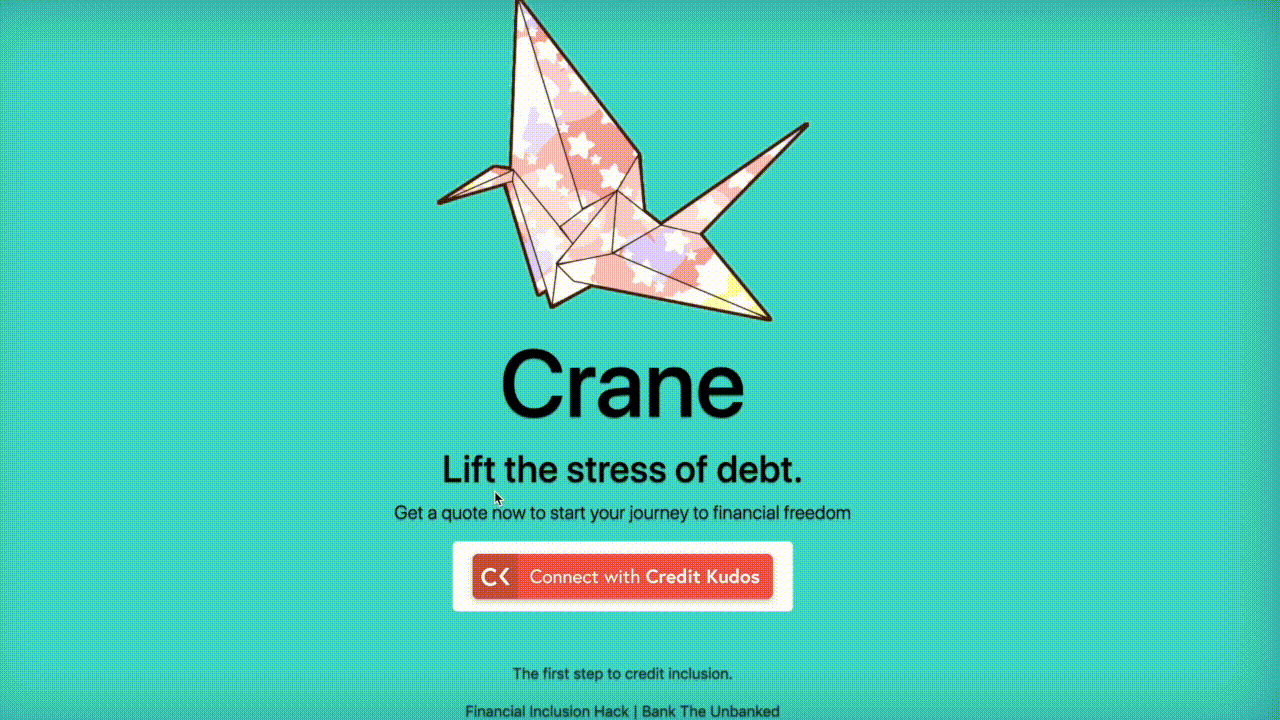 Crane
Lift the stress of debt.
Get a quote now to start your journey to financial freedom
CK Connect with Credit Kudos
The first step to credit inclusion.
Financial Inclusion Hack | Bank The Unbanked